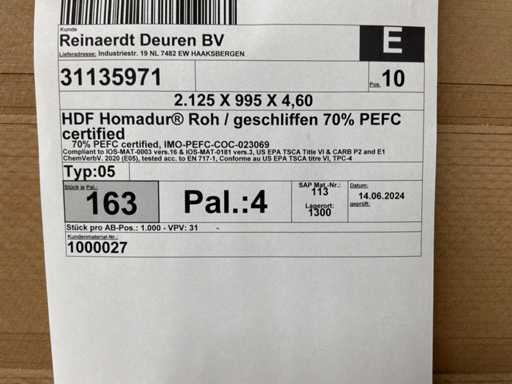 Kunde
Reinaerdt Deuren BV
Lieferadresse: Industriestr. 19 NL 7482 EW HAAKSBERGEN
E
31135971
Pos. 10
2.125 X 995 X 4,60
HDF Homadur® Roh / geschliffen 70% PEFC
certified
70% PEFC certified, IMO-PEFC-COC-023069
Compliant to IOS-MAT-0003 vers.16 & IOS-MAT-0181 vers.3, US EPA TSCA Title VI & CARB P2 and E1
ChemVerbV. 2020 (E05), tested acc. to EN 717-1, Conforme au US EPA TSCA titre VI, TPC-4
Typ:05
Stück je Pal.:
163
Pal.:4
SAP Mat.-Nr.:
113
Lagerort:
1300
Datum:
14.06.2024
geprüft:
Stück pro AB-Pos.: 1.000 - VPV: 31 -
Kundenmaterial-Nr.:
1000027